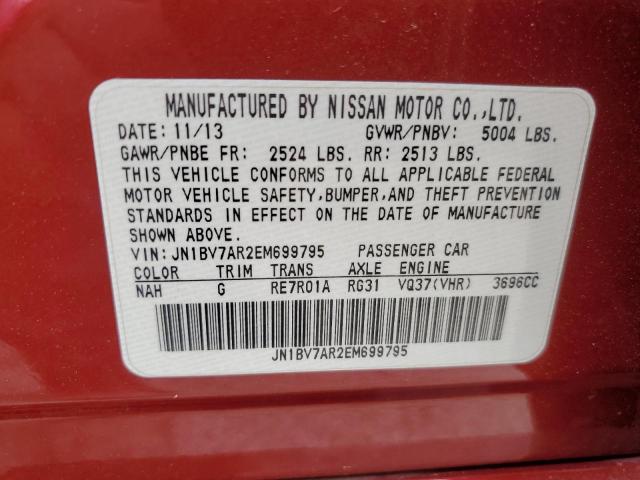 MANUFACTURED BY NISSAN MOTOR CO.,LTD.
DATE: 11/13 GVWR/PNBV: 5004 LBS.
GAWR/PNBE FR: 2524 LBS. RR: 2513 LBS.
THIS VEHICLE CONFORMS TO ALL APPLICABLE FEDERAL
MOTOR VEHICLE SAFETY,BUMPER,AND THEFT PREVENTION
STANDARDS IN EFFECT ON THE DATE OF MANUFACTURE
SHOWN ABOVE.
VIN:JN1BV7AR2EM699795 PASSENGER CAR
COLOR TRIM TRANS AXLE ENGINE
NAH G RE7R01A RG31 VQ37(VHR) 3696CC
JN1BV7AR2EM699795